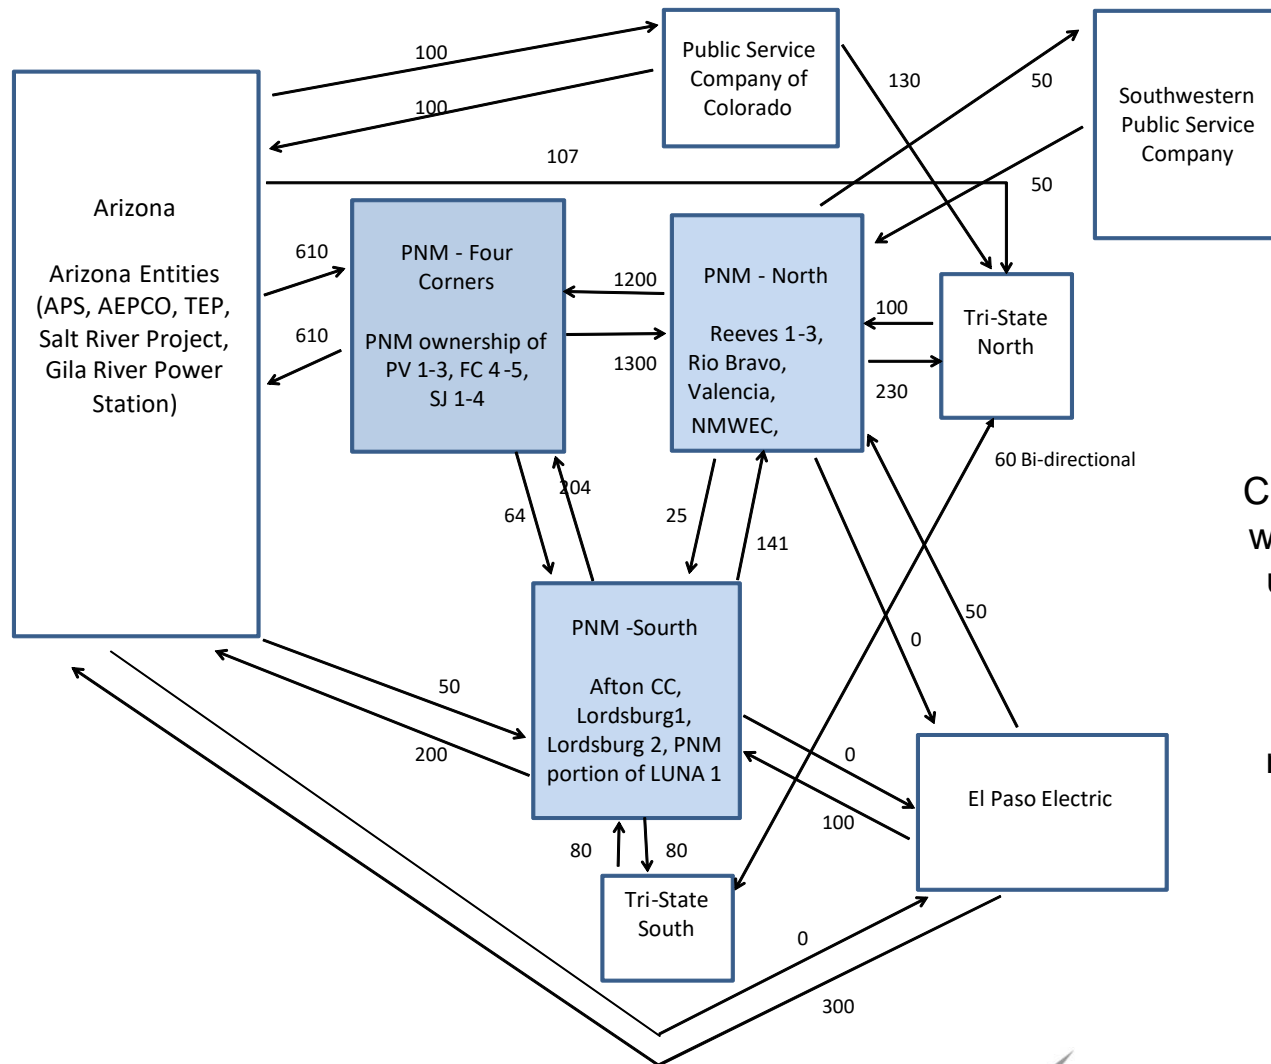 100
Public Service
Company of
Colorado
130
50
Southwestern
Public Service
Company
100
107
50
Arizona
Arizona Entities
(APS, AEPCO, TEP,
Salt River Project,
Gila River Power
Station)
610
610
PNM - Four
Corners
PNM ownership of
PV 1-3, FC 4-5,
SJ 1-4
1200
1300
PNM - North
Reeves 1-3,
Rio Bravo,
Valencia,
NMWEC,
100
230
Tri-State
North
60 Bi-directional
64
204
25
141
50
0
PNM -Sourth
Afton CC,
Lordsburg1,
Lordsburg 2, PNM
portion of LUNA 1
50
200
0
100
El Paso Electric
80
80
Tri-State
South
0
300